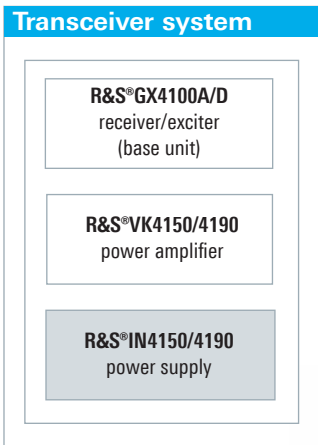 Transceiver system
R&S®GX4100A/D
receiver/exciter
(base unit)
R&S®VK4150/4190
power amplifier
R&S®IN4150/4190
power supply